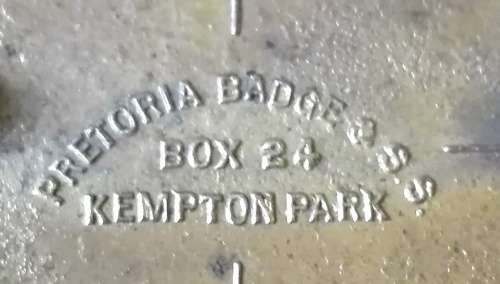 PRETORIA BADGE & S.S.
BOX 24
KEMPTON PARK